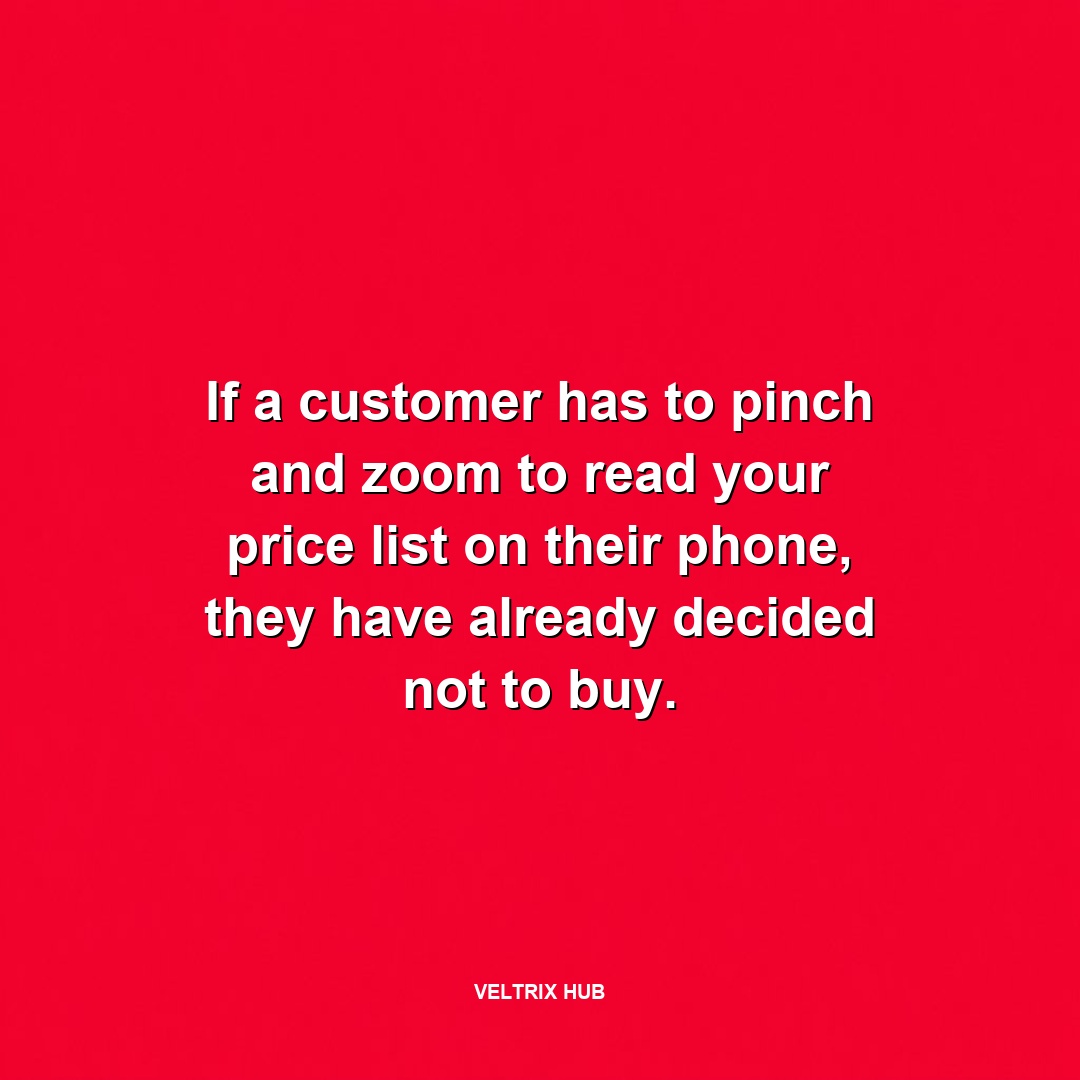 If a customer has to pinch
and zoom to read your
price list on their phone,
they have already decided
not to buy.
VELTRIX HUB